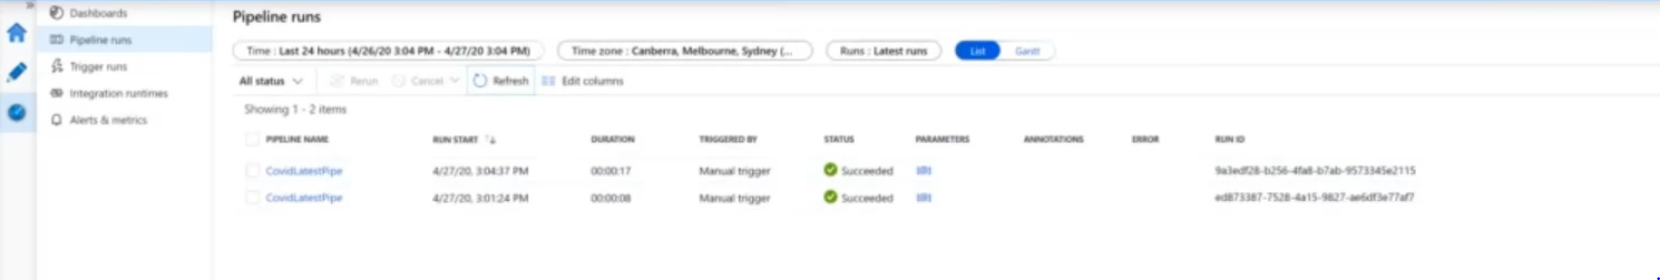 »
Dashboards
Pipeline runs
Trigger runs
Integration runtimes
Alerts & metrics
Pipeline runs
Time : Last 24 hours (4/26/20 3:04 PM - 4/27/20 3:04 PM) Time zone : Canberra, Melbourne, Sydney (... Runs : Latest runs List Gantt
All status Rerun Cancel Refresh Edit columns
Showing 1 - 2 items
PIPELINE NAME RUN START DURATION TRIGGERED BY STATUS PARAMETERS ANNOTATIONS ERROR RUN ID
CovidLatestPipe 4/27/20, 3:04:37 PM 00:00:17 Manual trigger Succeeded 9a3edf28-b256-4fa8-b7ab-9573345e2115
CovidLatestPipe 4/27/20, 3:01:24 PM 00:00:08 Manual trigger Succeeded ed873387-7528-4a15-9827-ae6df3e77af7